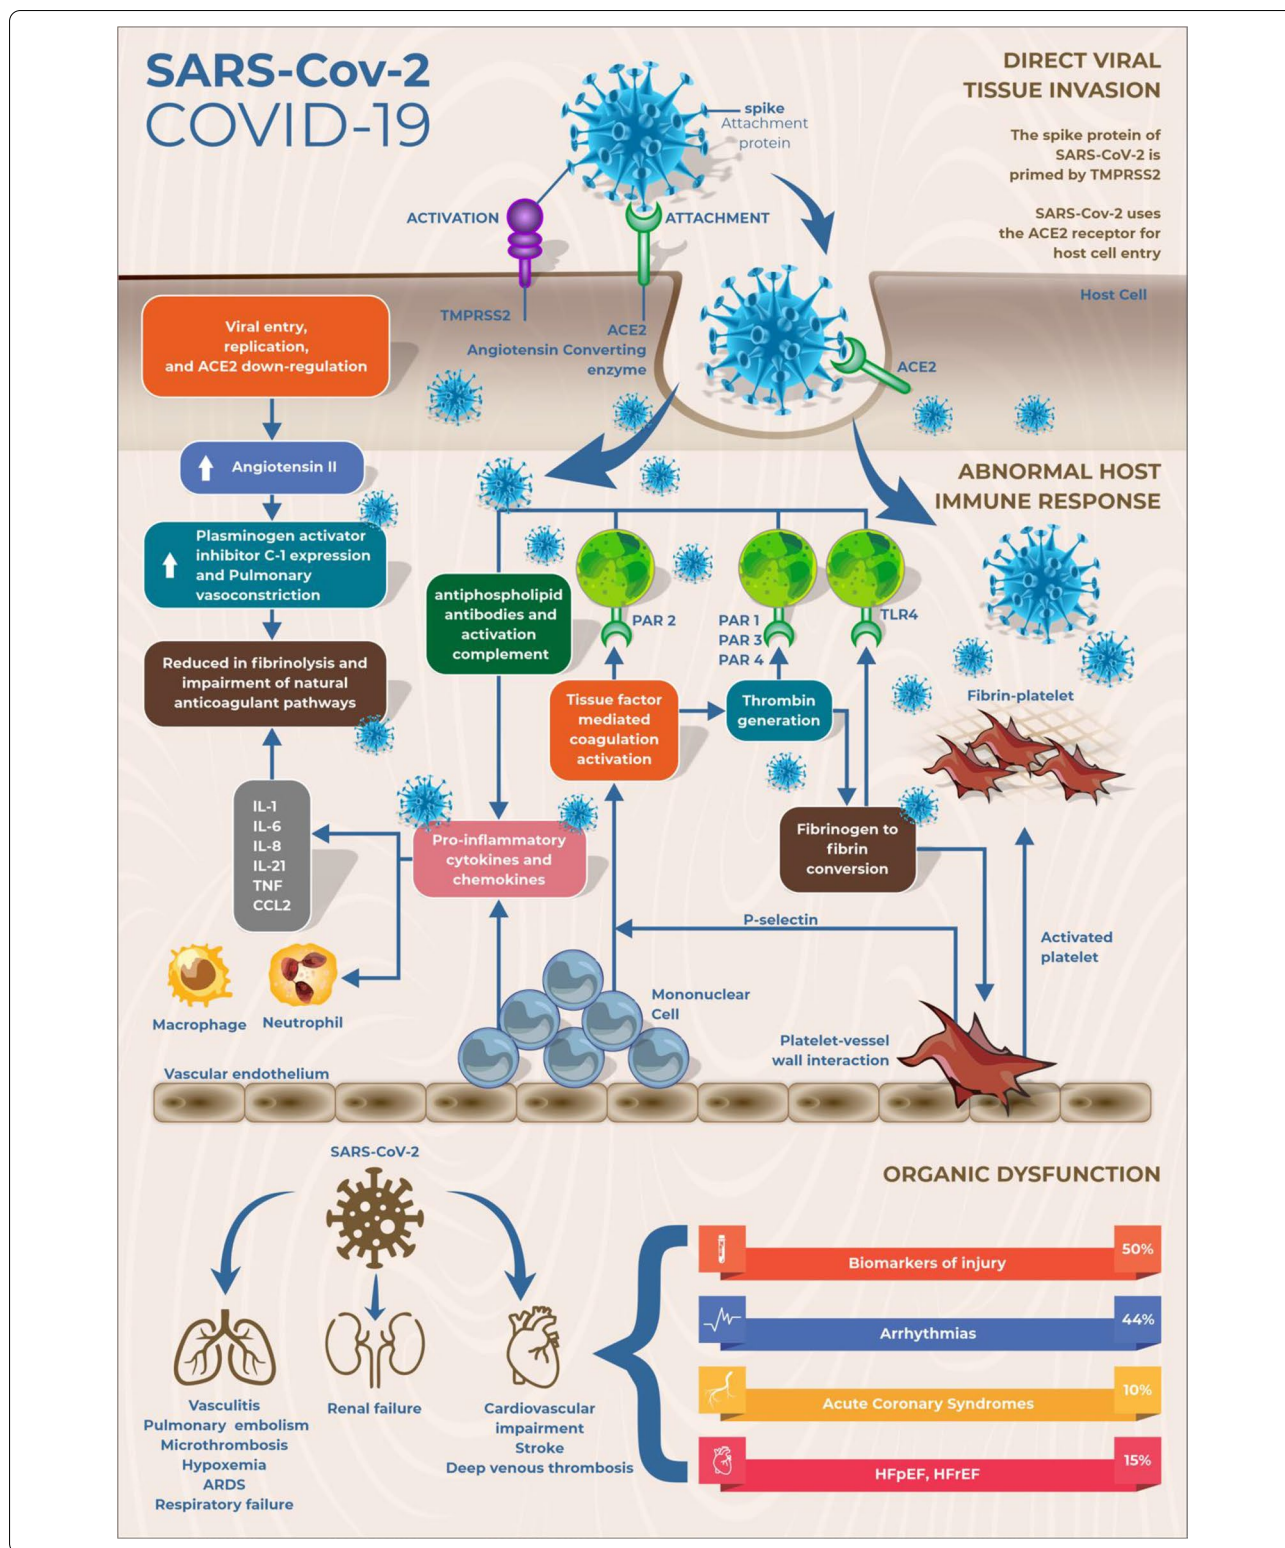 SARS-Cov-2
COVID-19
spike
Attachment
protein
DIRECT VIRAL
TISSUE INVASION
The spike protein of
SARS-CoV-2 is
primed by TMPRSS2
SARS-Cov-2 uses
the ACE2 receptor for
host cell entry
ACTIVATION
ATTACHMENT
Host Cell
TMPRSS2
ACE2
Angiotensin Converting
enzyme
ACE2
Viral entry,
replication,
and ACE2 down-regulation
Angiotensin II
Plasminogen activator
inhibitor C-1 expression
and Pulmonary
vasoconstriction
Reduced in fibrinolysis and
impairment of natural
anticoagulant pathways
IL-1
IL-6
IL-8
IL-21
TNF
CCL2
ABNORMAL HOST
IMMUNE RESPONSE
antiphospholipid
antibodies and
activation
complement
PAR 2
PAR 1
PAR 3
PAR 4
TLR4
Tissue factor
mediated
coagulation
activation
Thrombin
generation
Fibrin-platelet
Pro-inflammatory
cytokines and
chemokines
Fibrinogen to
fibrin
conversion
P-selectin
Activated
platelet
Macrophage
Neutrophil
Mononuclear
Cell
Platelet-vessel
wall interaction
Vascular endothelium
SARS-CoV-2
ORGANIC DYSFUNCTION
Vasculitis
Pulmonary embolism
Microthrombosis
Hypoxemia
ARDS
Respiratory failure
Renal failure
Cardiovascular
impairment
Stroke
Deep venous thrombosis
Biomarkers of injury
50%
Arrhythmias
44%
Acute Coronary Syndromes
10%
HFpEF, HFrEF
15%